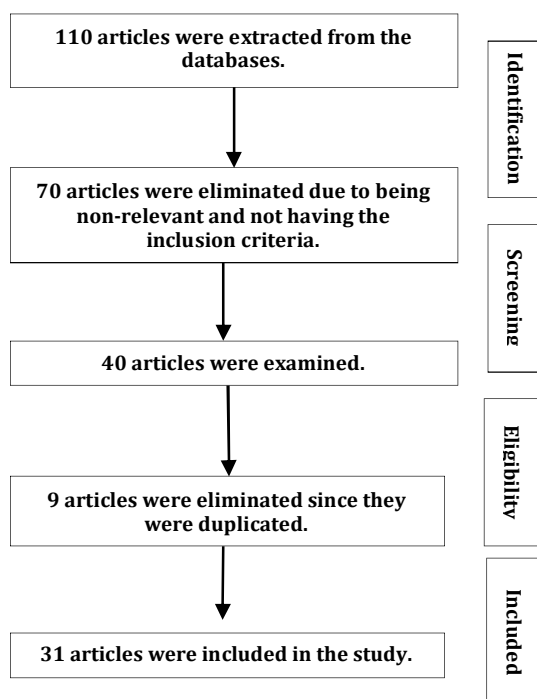 110 articles were extracted from the
databases.
Identification
70 articles were eliminated due to being
non-relevant and not having the
inclusion criteria.
Screening
40 articles were examined.
Eligibility
9 articles were eliminated since they
were duplicated.
Included
31 articles were included in the study.